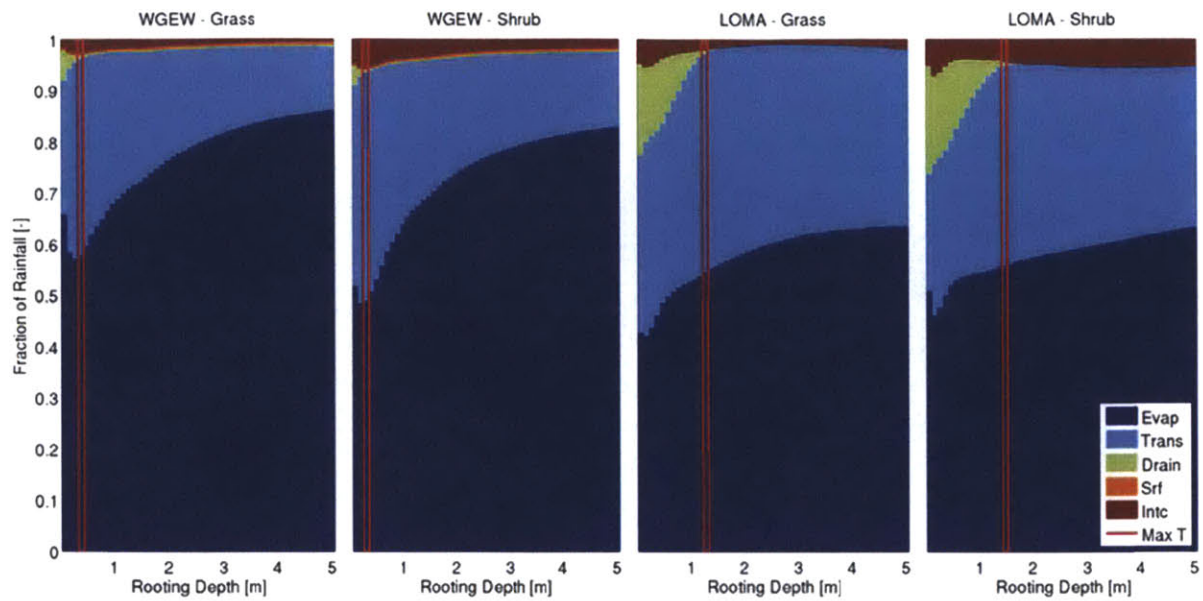 WGEW - Grass
WGEW - Shrub
LOMA - Grass
LOMA - Shrub
Fraction of Rainfall [-]
1
0.9
0.8
0.7
0.6
0.5
0.4
0.3
0.2
0.1
0
1 2 3 4 5
1 2 3 4 5
1 2 3 4 5
1 2 3 4 5
Rooting Depth [m]
Rooting Depth [m]
Rooting Depth [m]
Rooting Depth [m]
Evap
Trans
Drain
Srf
Intc
Max T